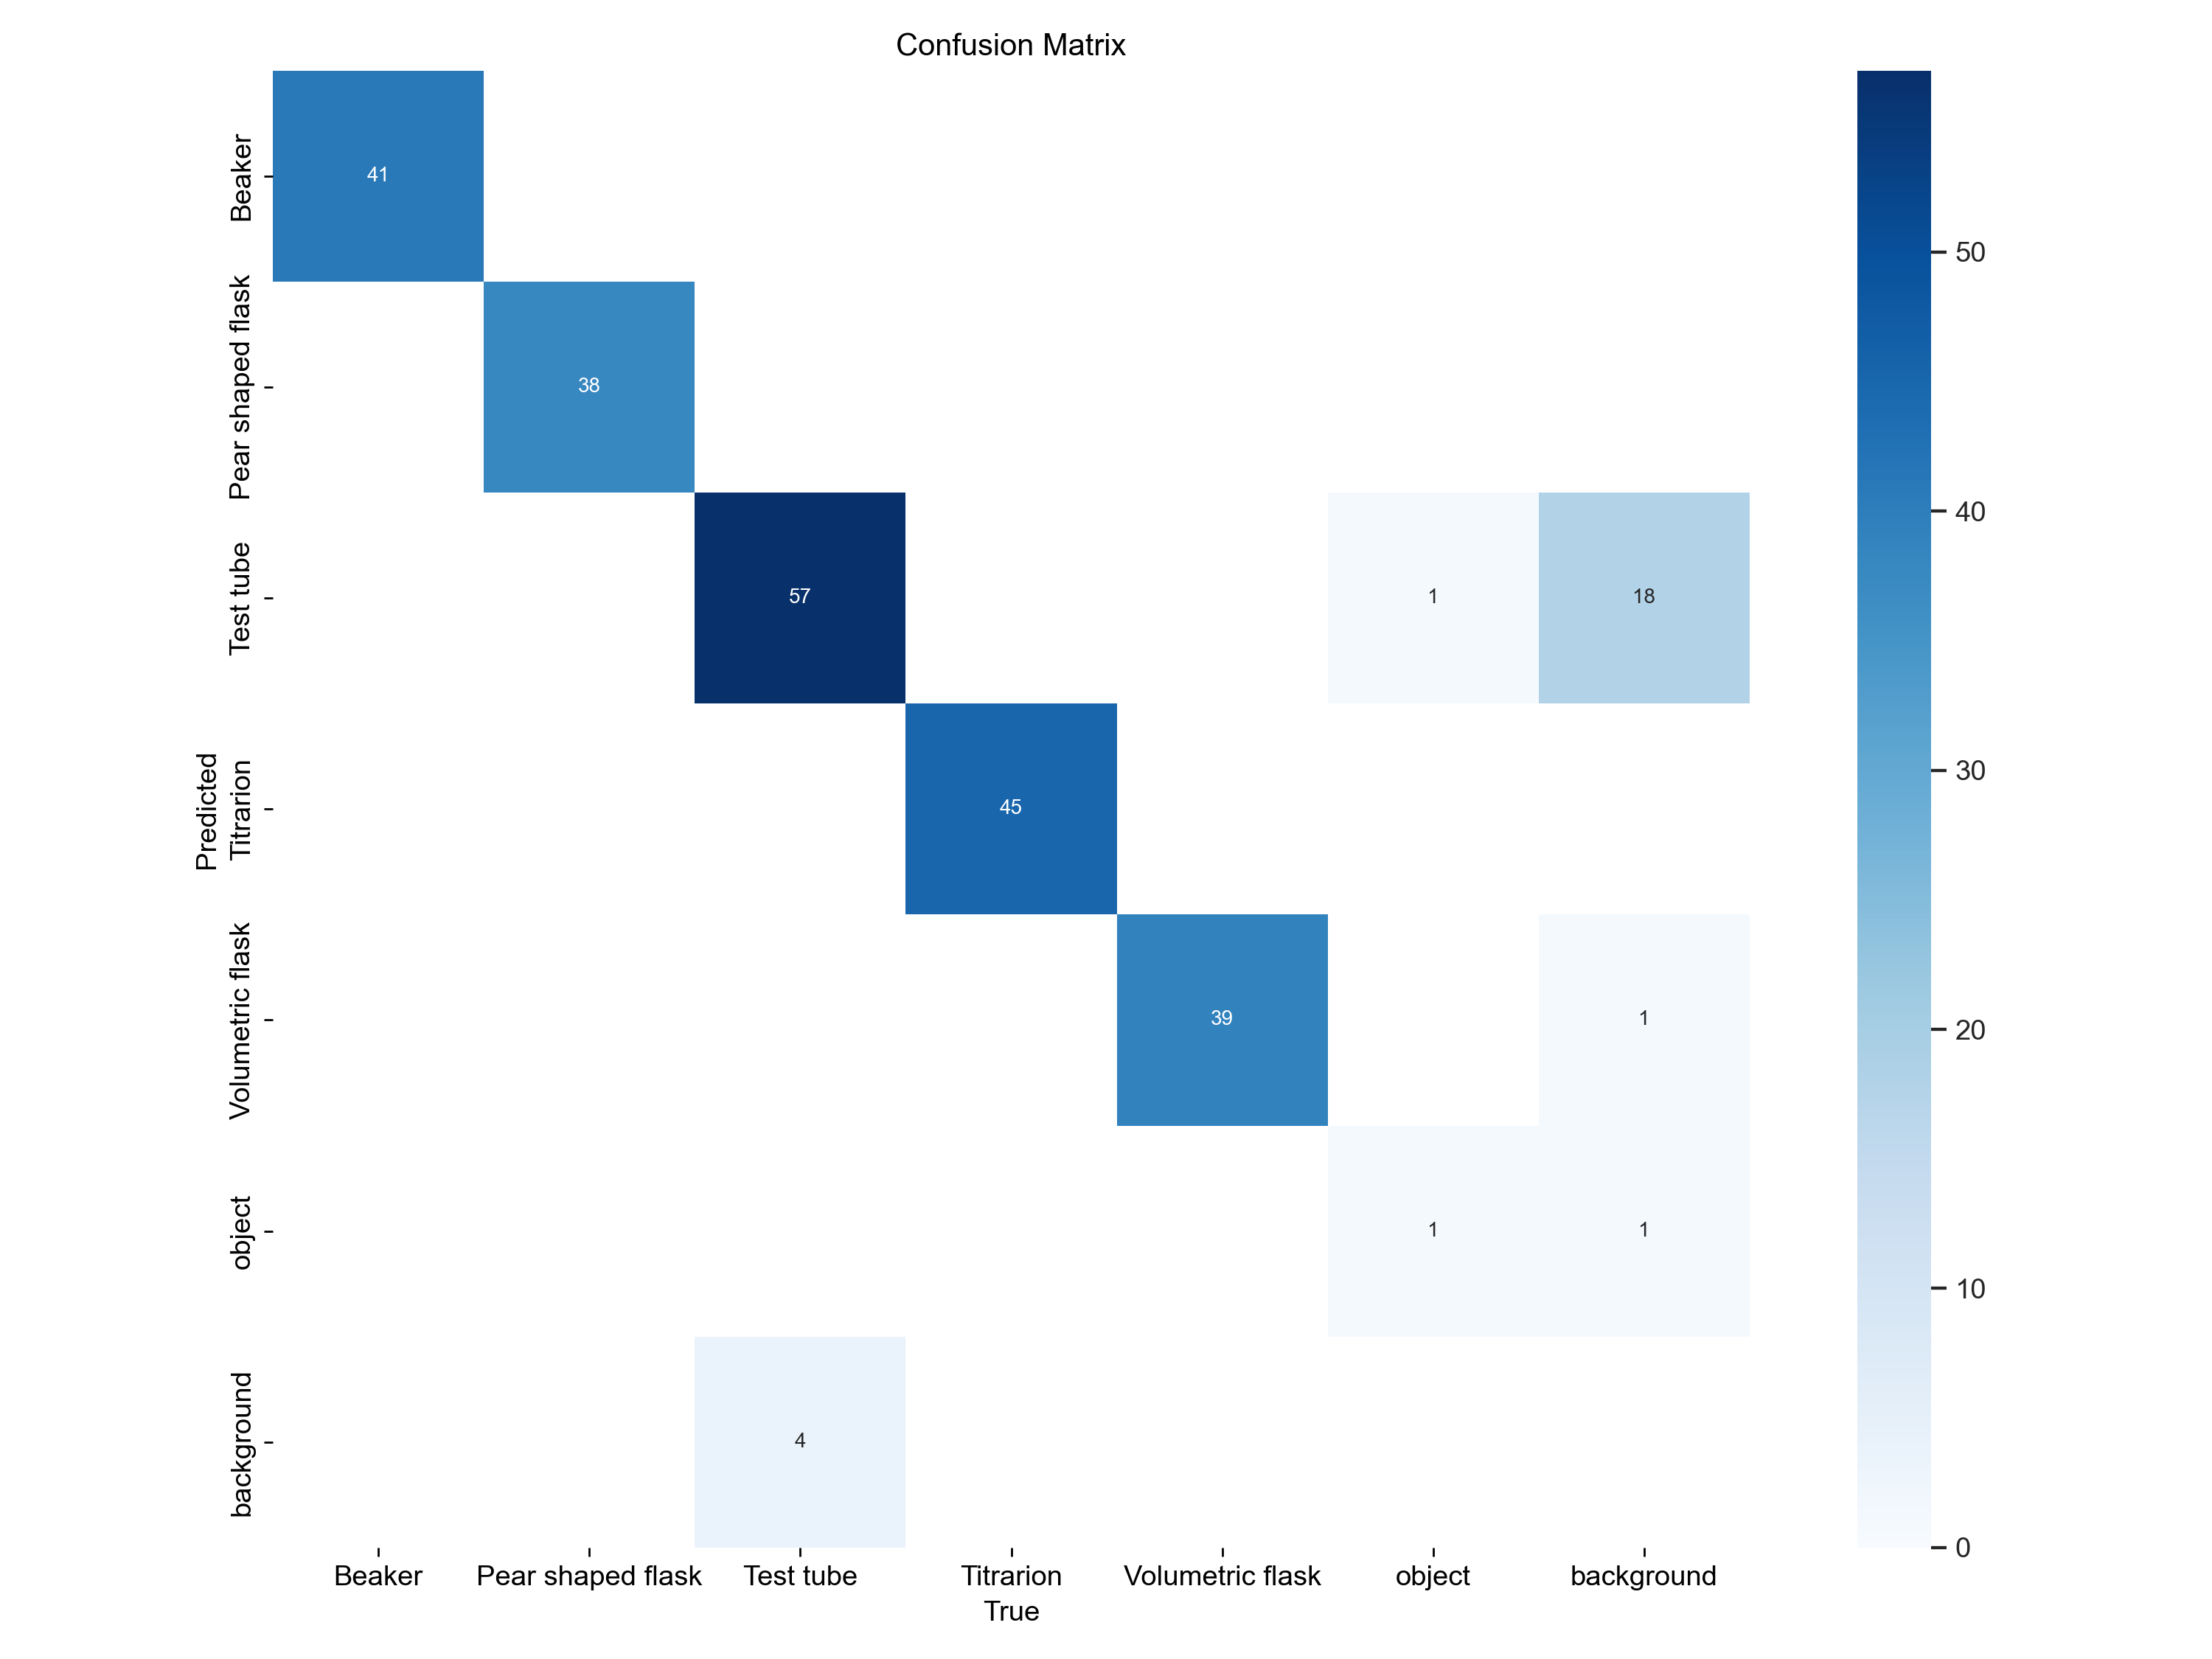 Confusion Matrix
Predicted
Beaker
Pear shaped flask
Test tube
Titrarion
Volumetric flask
object
background
41
38
57
1
18
45
39
1
1
1
4
Beaker
Pear shaped flask
Test tube
Titrarion
Volumetric flask
object
background
True
50
40
30
20
10
0